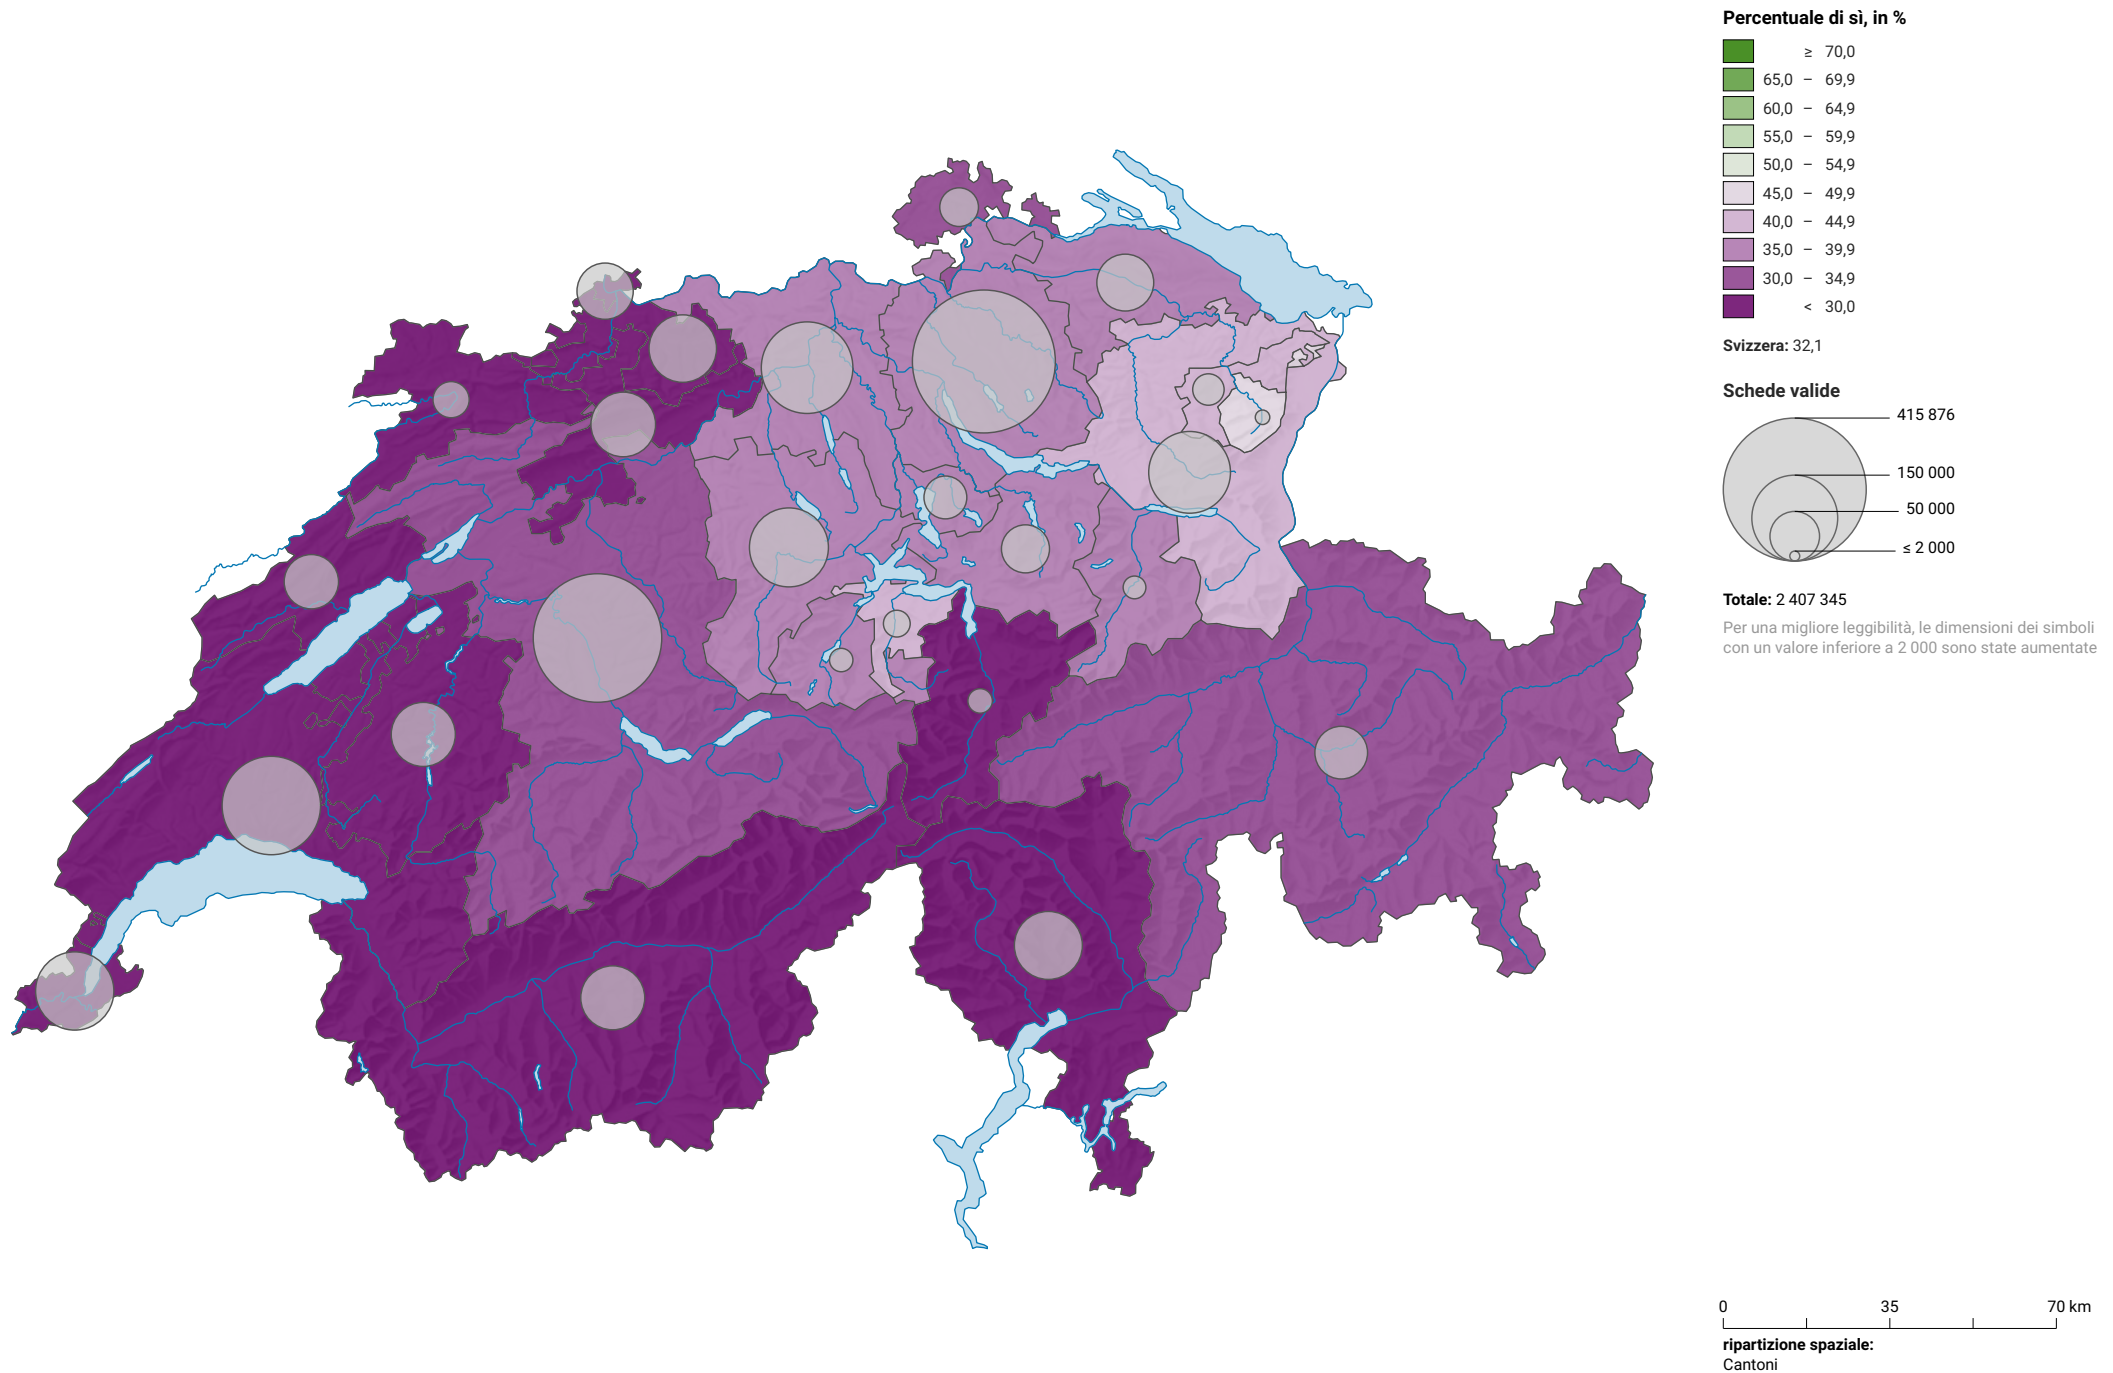 Percentuale di sì, in %
≥ 70,0
65,0 – 69,9
60,0 – 64,9
55,0 – 59,9
50,0 – 54,9
45,0 – 49,9
40,0 – 44,9
35,0 – 39,9
30,0 – 34,9
< 30,0
Svizzera: 32,1
Schede valide
415 876
150 000
50 000
≤ 2 000
Totale: 2 407 345
Per una migliore leggibilità, le dimensioni dei simboli
con un valore inferiore a 2 000 sono state aumentate
0 35 70 km
ripartizione spaziale:
Cantoni